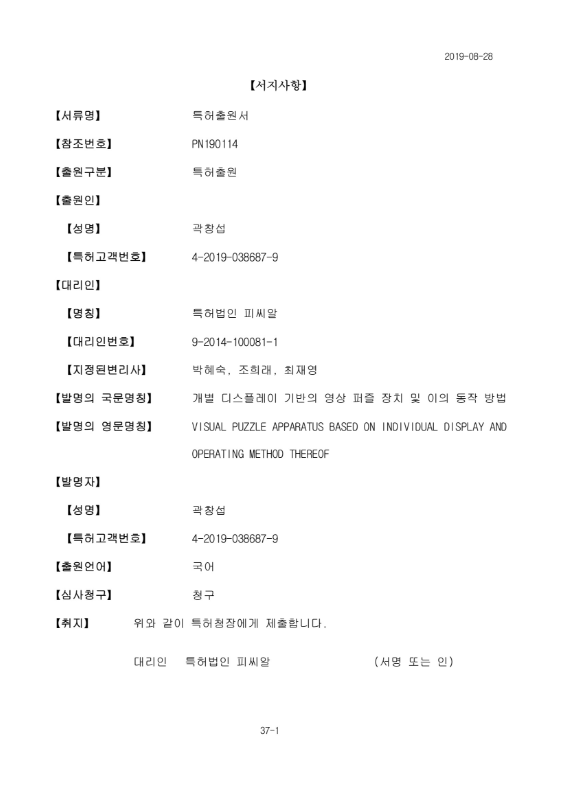 2019-08-28
【서지사항】
【서류명】 특허출원서
【참조번호】 PN190114
【출원구분】 특허출원
【출원인】
【성명】 곽창섭
【특허고객번호】 4-2019-038687-9
【대리인】
【명칭】 특허법인 피씨알
【대리인번호】 9-2014-100081-1
【지정된변리사】 박혜숙, 조희래, 최재영
【발명의 국문명칭】 개별 디스플레이 기반의 영상 퍼즐 장치 및 이의 동작 방법
【발명의 영문명칭】 VISUAL PUZZLE APPARATUS BASED ON INDIVIDUAL DISPLAY AND
OPERATING METHOD THEREOF
【발명자】
【성명】 곽창섭
【특허고객번호】 4-2019-038687-9
【출원언어】 국어
【심사청구】 청구
【취지】 위와 같이 특허청장에게 제출합니다.
대리인 특허법인 피씨알 (서명 또는 인)
37-1